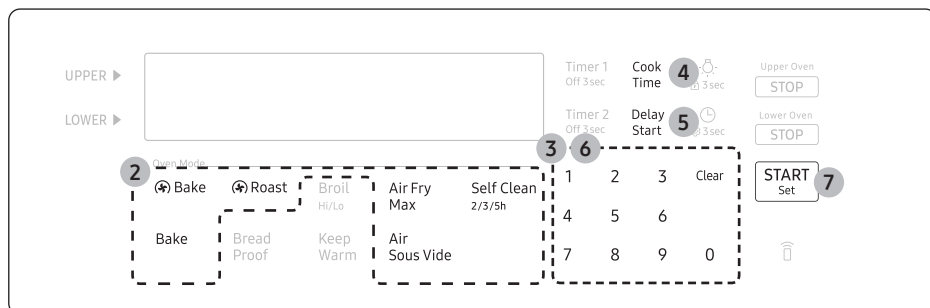 UPPER ▶
LOWER ▶
Timer 1
Off 3 sec
Cook
Time
4
3 sec
Upper Oven
STOP
Timer 2
Off 3 sec
Delay
Start
5
3 sec
Lower Oven
STOP
Oven Mode
2
Bake
Roast
Broil
Hi/Lo
Air Fry
Max
Self Clean
2/3/5h
Bake
Bread
Proof
Keep
Warm
Air
Sous Vide
3 6
1 2 3 Clear
4 5 6
7 8 9 0
START
Set
7